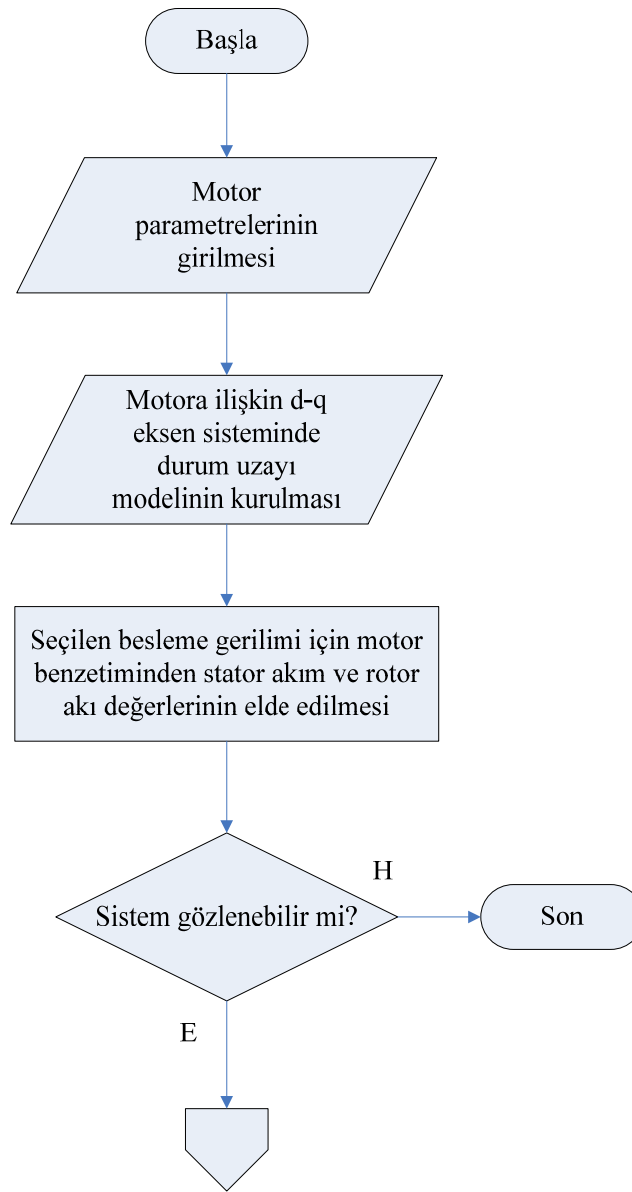 Başla
Motor
parametrelerinin
girilmesi
Motora ilişkin d-q
eksen sisteminde
durum uzayı
modelinin kurulması
Seçilen besleme gerilimi için motor
benzetiminden stator akım ve rotor
akı değerlerinin elde edilmesi
H
Sistem gözlenebilir mi?
Son
E